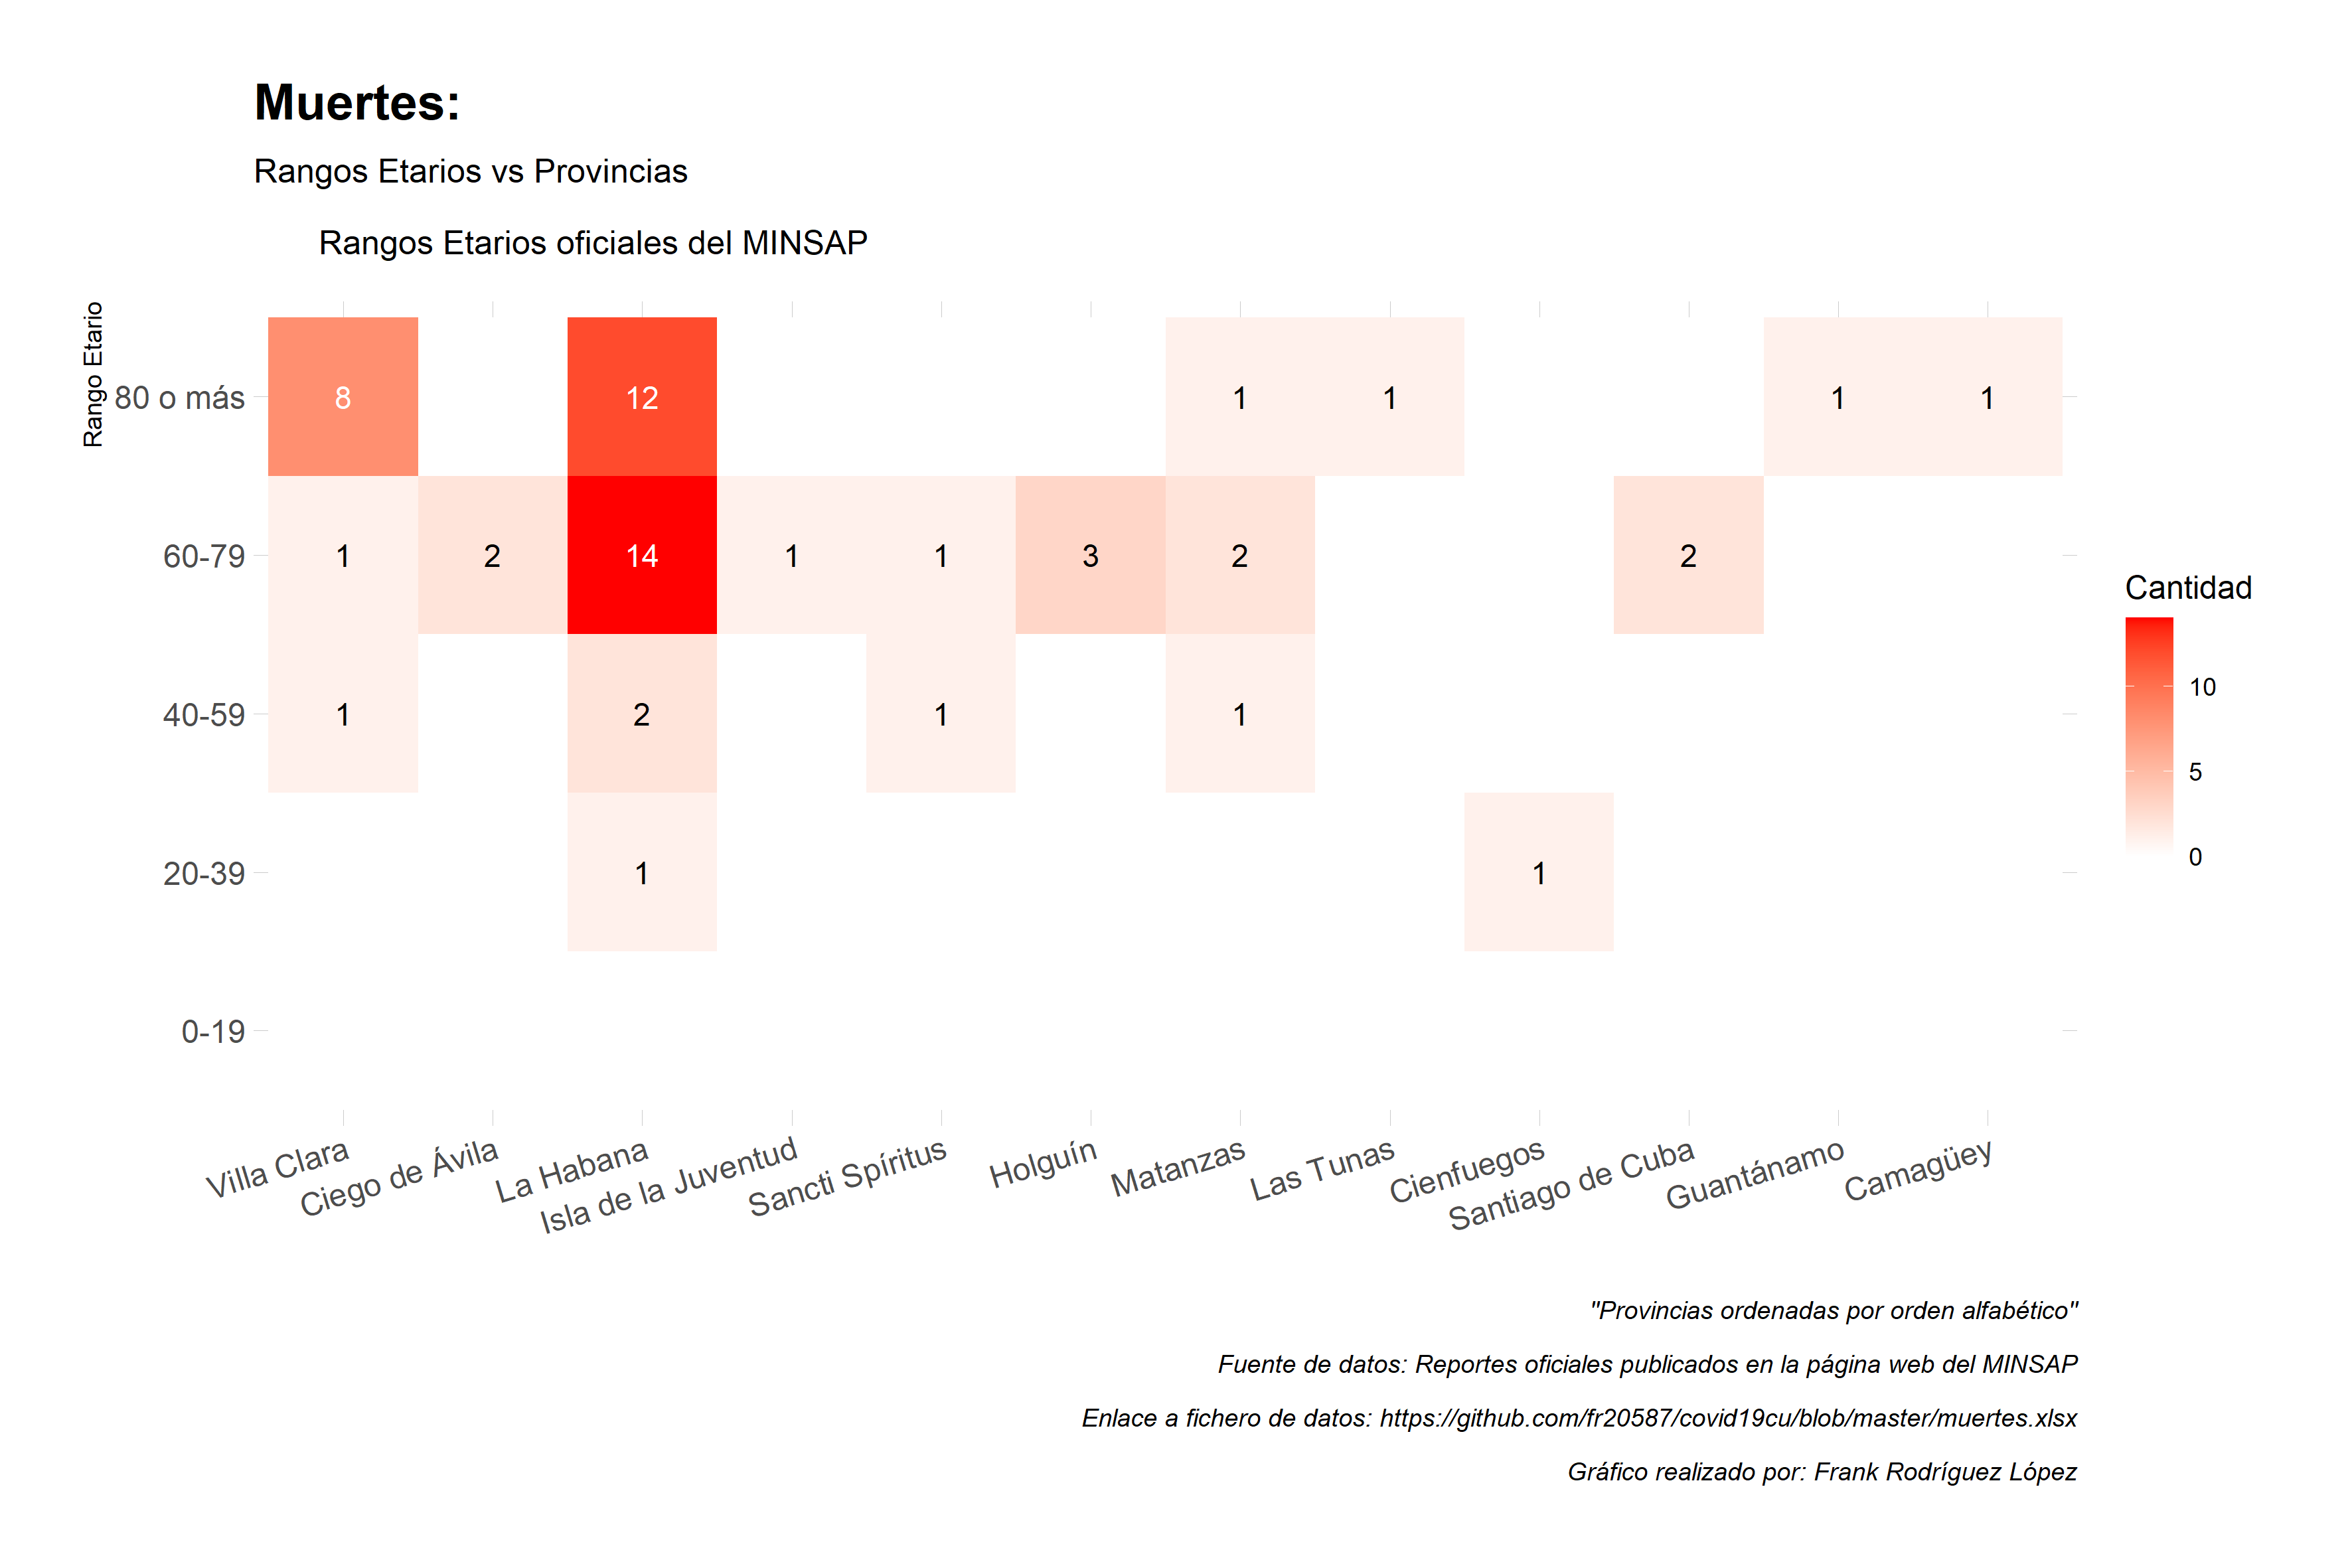 Muertes:
Rangos Etarios vs Provincias
Rangos Etarios oficiales del MINSAP
Rango Etario
80 o más 8 12 1 1 1 1
60-79 1 2 14 1 1 3 2 2
40-59 1 2 1 1
20-39 1 1
0-19
Villa Clara
Ciego de Ávila
La Habana
Isla de la Juventud
Sancti Spíritus
Holguín
Matanzas
Las Tunas
Cienfuegos
Santiago de Cuba
Guantánamo
Camagüey
Cantidad
10
5
0
"Provincias ordenadas por orden alfabético"
Fuente de datos: Reportes oficiales publicados en la página web del MINSAP
Enlace a fichero de datos: https://github.com/fr20587/covid19cu/blob/master/muertes.xlsx
Gráfico realizado por: Frank Rodríguez López